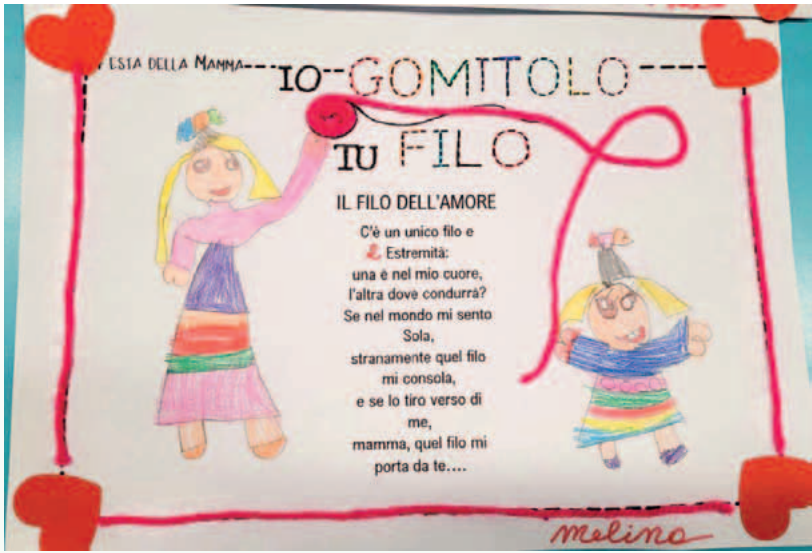 FESTA DELLA MAMMA
IO GOMITOLO
TU FILO
IL FILO DELL'AMORE
C'è un unico filo e
2 Estremità:
una è nel mio cuore,
l'altra dove condurrà?
Se nel mondo mi sento
Sola,
stranamente quel filo
mi consola,
e se lo tiro verso di
me,
mamma, quel filo mi
porta da te....
melina